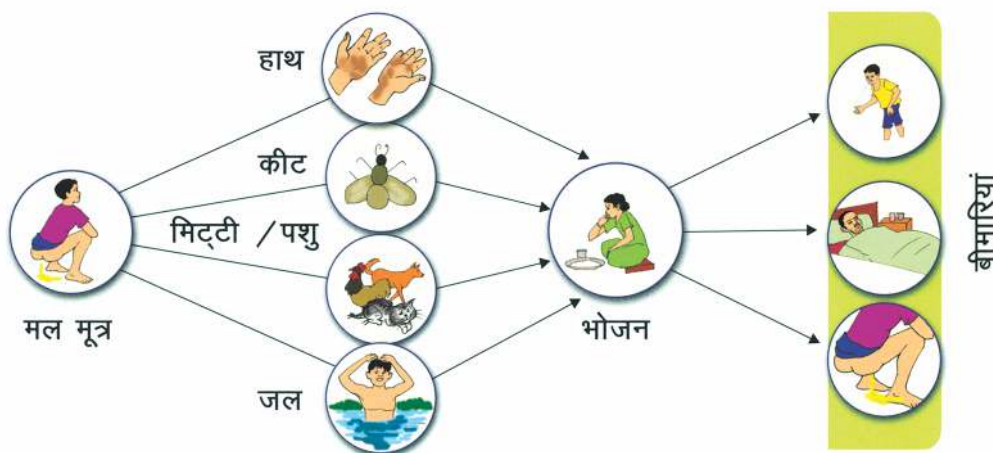 हाथ
कीट
मिट्टी / पशु
मल मूत्र
जल
भोजन
बीमारियां